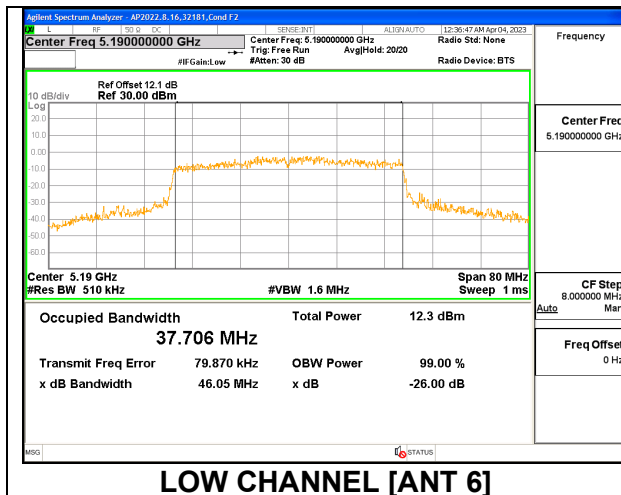 Agilent Spectrum Analyzer - AP2022.8.16,32181,Cond F2
L RF 50 Ω DC SENSE:INT ALIGN AUTO 12:36:47 AM Apr 04, 2023
Center Freq 5.190000000 GHz Center Freq: 5.190000000 GHz Radio Std: None
Trig: Free Run Avg|Hold: 20/20
#IFGain:Low #Atten: 30 dB Radio Device: BTS
Frequency
Ref Offset 12.1 dB
10 dB/div Ref 30.00 dBm
Log
20.0
10.0
0.00
-10.0
-20.0
-30.0
-40.0
-50.0
-60.0
Center 5.19 GHz Span 80 MHz
#Res BW 510 kHz #VBW 1.6 MHz Sweep 1 ms
Center Freq
5.190000000 GHz
CF Step
8.000000 MHz
Auto Man
Freq Offset
0 Hz
Occupied Bandwidth Total Power 12.3 dBm
37.706 MHz
Transmit Freq Error 79.870 kHz OBW Power 99.00 %
x dB Bandwidth 46.05 MHz x dB -26.00 dB
MSG STATUS
LOW CHANNEL [ANT 6]